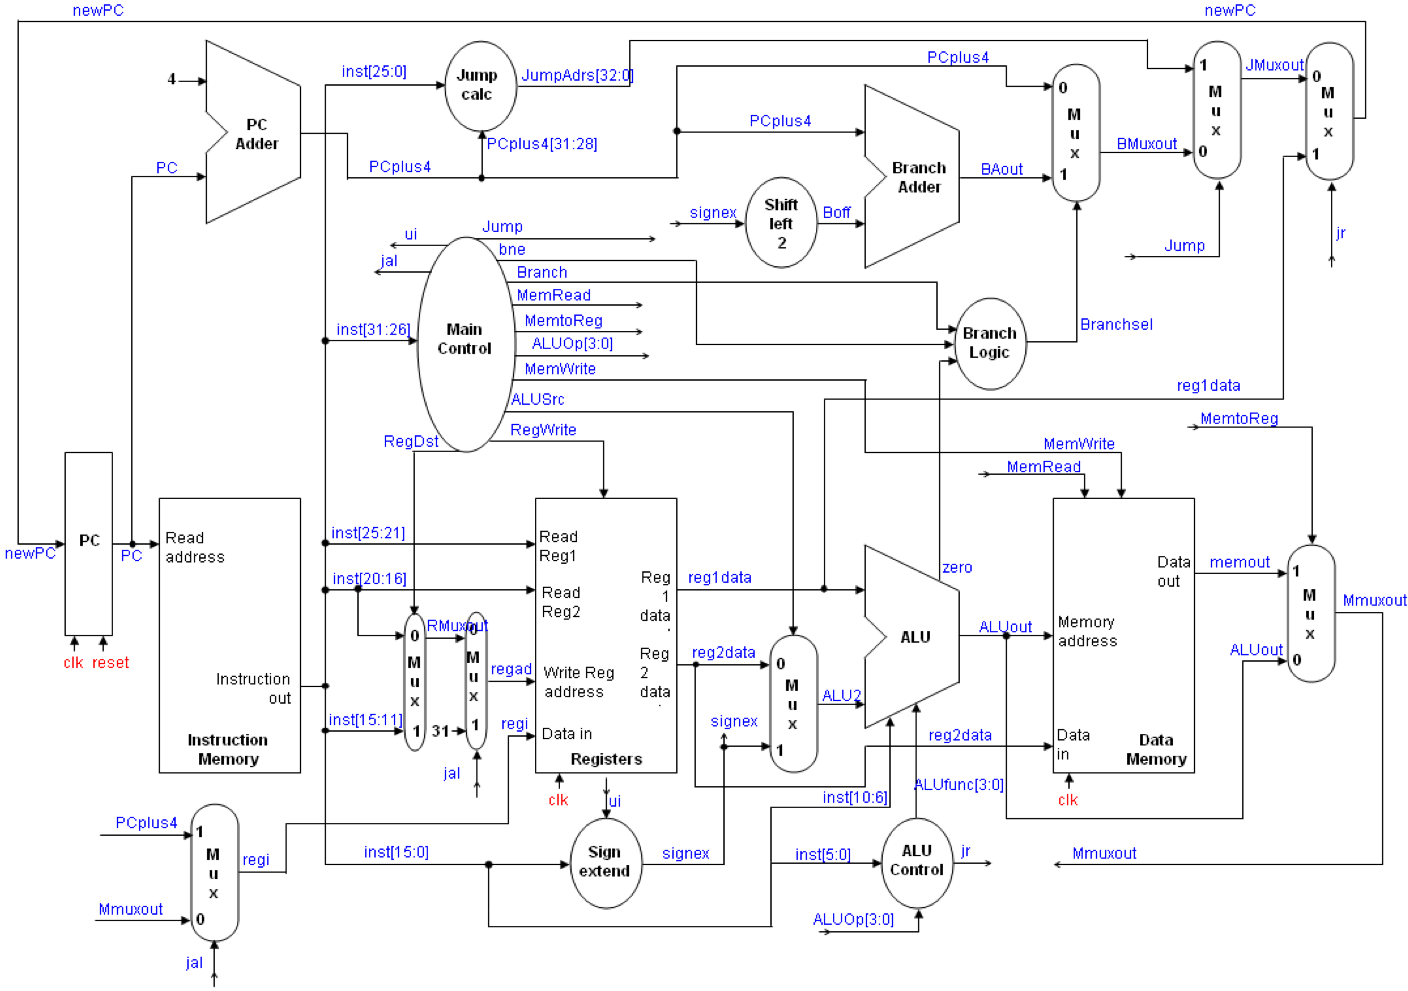 newPC
newPC
4
PC
Adder
PC
inst[25:0]
Jump
calc
JumpAdrs[32:0]
PCplus4[31:28]
PCplus4
PCplus4
PCplus4
Branch
Adder
BAout
signex
Shift
left
2
Boff
0
M
u
x
1
BMuxout
1
M
u
x
0
JMuxout
0
M
u
x
1
Jump
jr
ui
jal
Jump
bne
Branch
MemRead
MemtoReg
ALUOp[3:0]
MemWrite
ALUSrc
RegWrite
RegDst
inst[31:26]
Main
Control
Branch
Logic
Branchsel
reg1data
MemtoReg
MemWrite
MemRead
newPC
PC
PC
clk
reset
Read
address
Instruction
out
Instruction
Memory
inst[25:21]
inst[20:16]
inst[15:11]
0
M
u
x
1
RMuxout
0
M
u
x
1
31
jal
regad
regi
Read
Reg1
Read
Reg2
Write Reg
address
Data in
Reg
1
data
Reg
2
data
Registers
clk
ui
reg1data
reg2data
signex
0
M
u
x
1
ALU2
ALU
zero
ALUout
reg2data
ALUfunc[3:0]
inst[10:6]
Data
out
Memory
address
Data
in
Data
Memory
clk
memout
ALUout
1
M
u
x
0
Mmuxout
PCplus4
Mmuxout
1
M
u
x
0
regi
jal
inst[15:0]
Sign
extend
signex
inst[5:0]
ALU
Control
jr
ALUOp[3:0]
Mmuxout